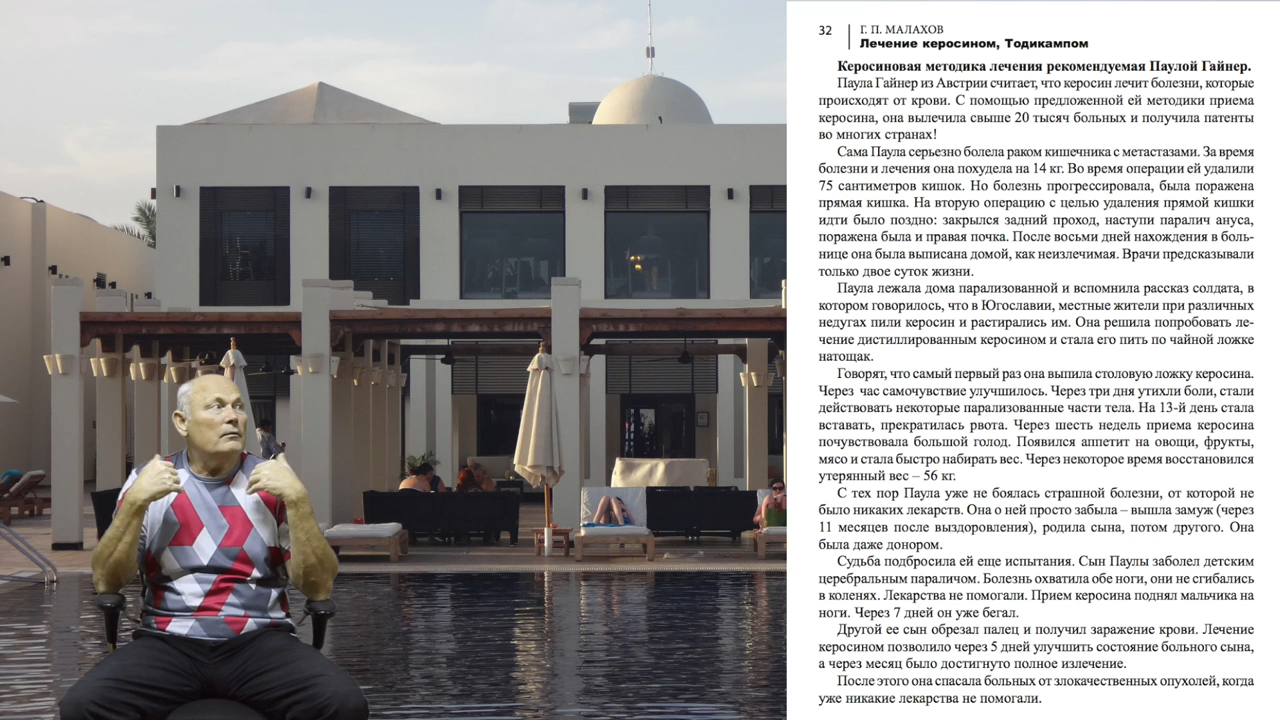 32
Г. П. МАЛАХОВ
Лечение керосином, Тодикампом
Керосиновая методика лечения рекомендуемая Паулой Гайнер.
Паула Гайнер из Австрии считает, что керосин лечит болезни, которые
происходят от крови. С помощью предложенной ей методики приема
керосина, она вылечила свыше 20 тысяч больных и получила патенты
во многих странах!
Сама Паула серьезно болела раком кишечника с метастазами. За время
болезни и лечения она похудела на 14 кг. Во время операции ей удалили
75 сантиметров кишок. Но болезнь прогрессировала, была поражена
прямая кишка. На вторую операцию с целью удаления прямой кишки
идти было поздно: закрылся задний проход, наступи паралич ануса,
поражена была и правая почка. После восьми дней нахождения в боль-
нице она была выписана домой, как неизлечимая. Врачи предсказывали
только двое суток жизни.
Паула лежала дома парализованной и вспомнила рассказ солдата, в
котором говорилось, что в Югославии, местные жители при различных
недугах пили керосин и растирались им. Она решила попробовать ле-
чение дистиллированным керосином и стала его пить по чайной ложке
натощак.
Говорят, что самый первый раз она выпила столовую ложку керосина.
Через час самочувствие улучшилось. Через три дня утихли боли, стали
действовать некоторые парализованные части тела. На 13-й день стала
вставать, прекратилась рвота. Через шесть недель приема керосина
почувствовала большой голод. Появился аппетит на овощи, фрукты,
мясо и стала быстро набирать вес. Через некоторое время восстановился
утерянный вес – 56 кг.
С тех пор Паула уже не боялась страшной болезни, от которой не
было никаких лекарств. Она о ней просто забыла – вышла замуж (через
11 месяцев после выздоровления), родила сына, потом другого. Она
была даже донором.
Судьба подбросила ей еще испытания. Сын Паулы заболел детским
церебральным параличом. Болезнь охватила обе ноги, они не сгибались
в коленях. Лекарства не помогали. Прием керосина поднял мальчика на
ноги. Через 7 дней он уже бегал.
Другой ее сын обрезал палец и получил заражение крови. Лечение
керосином позволило через 5 дней улучшить состояние больного сына,
а через месяц было достигнуто полное излечение.
После этого она спасала больных от злокачественных опухолей, когда
уже никакие лекарства не помогали.